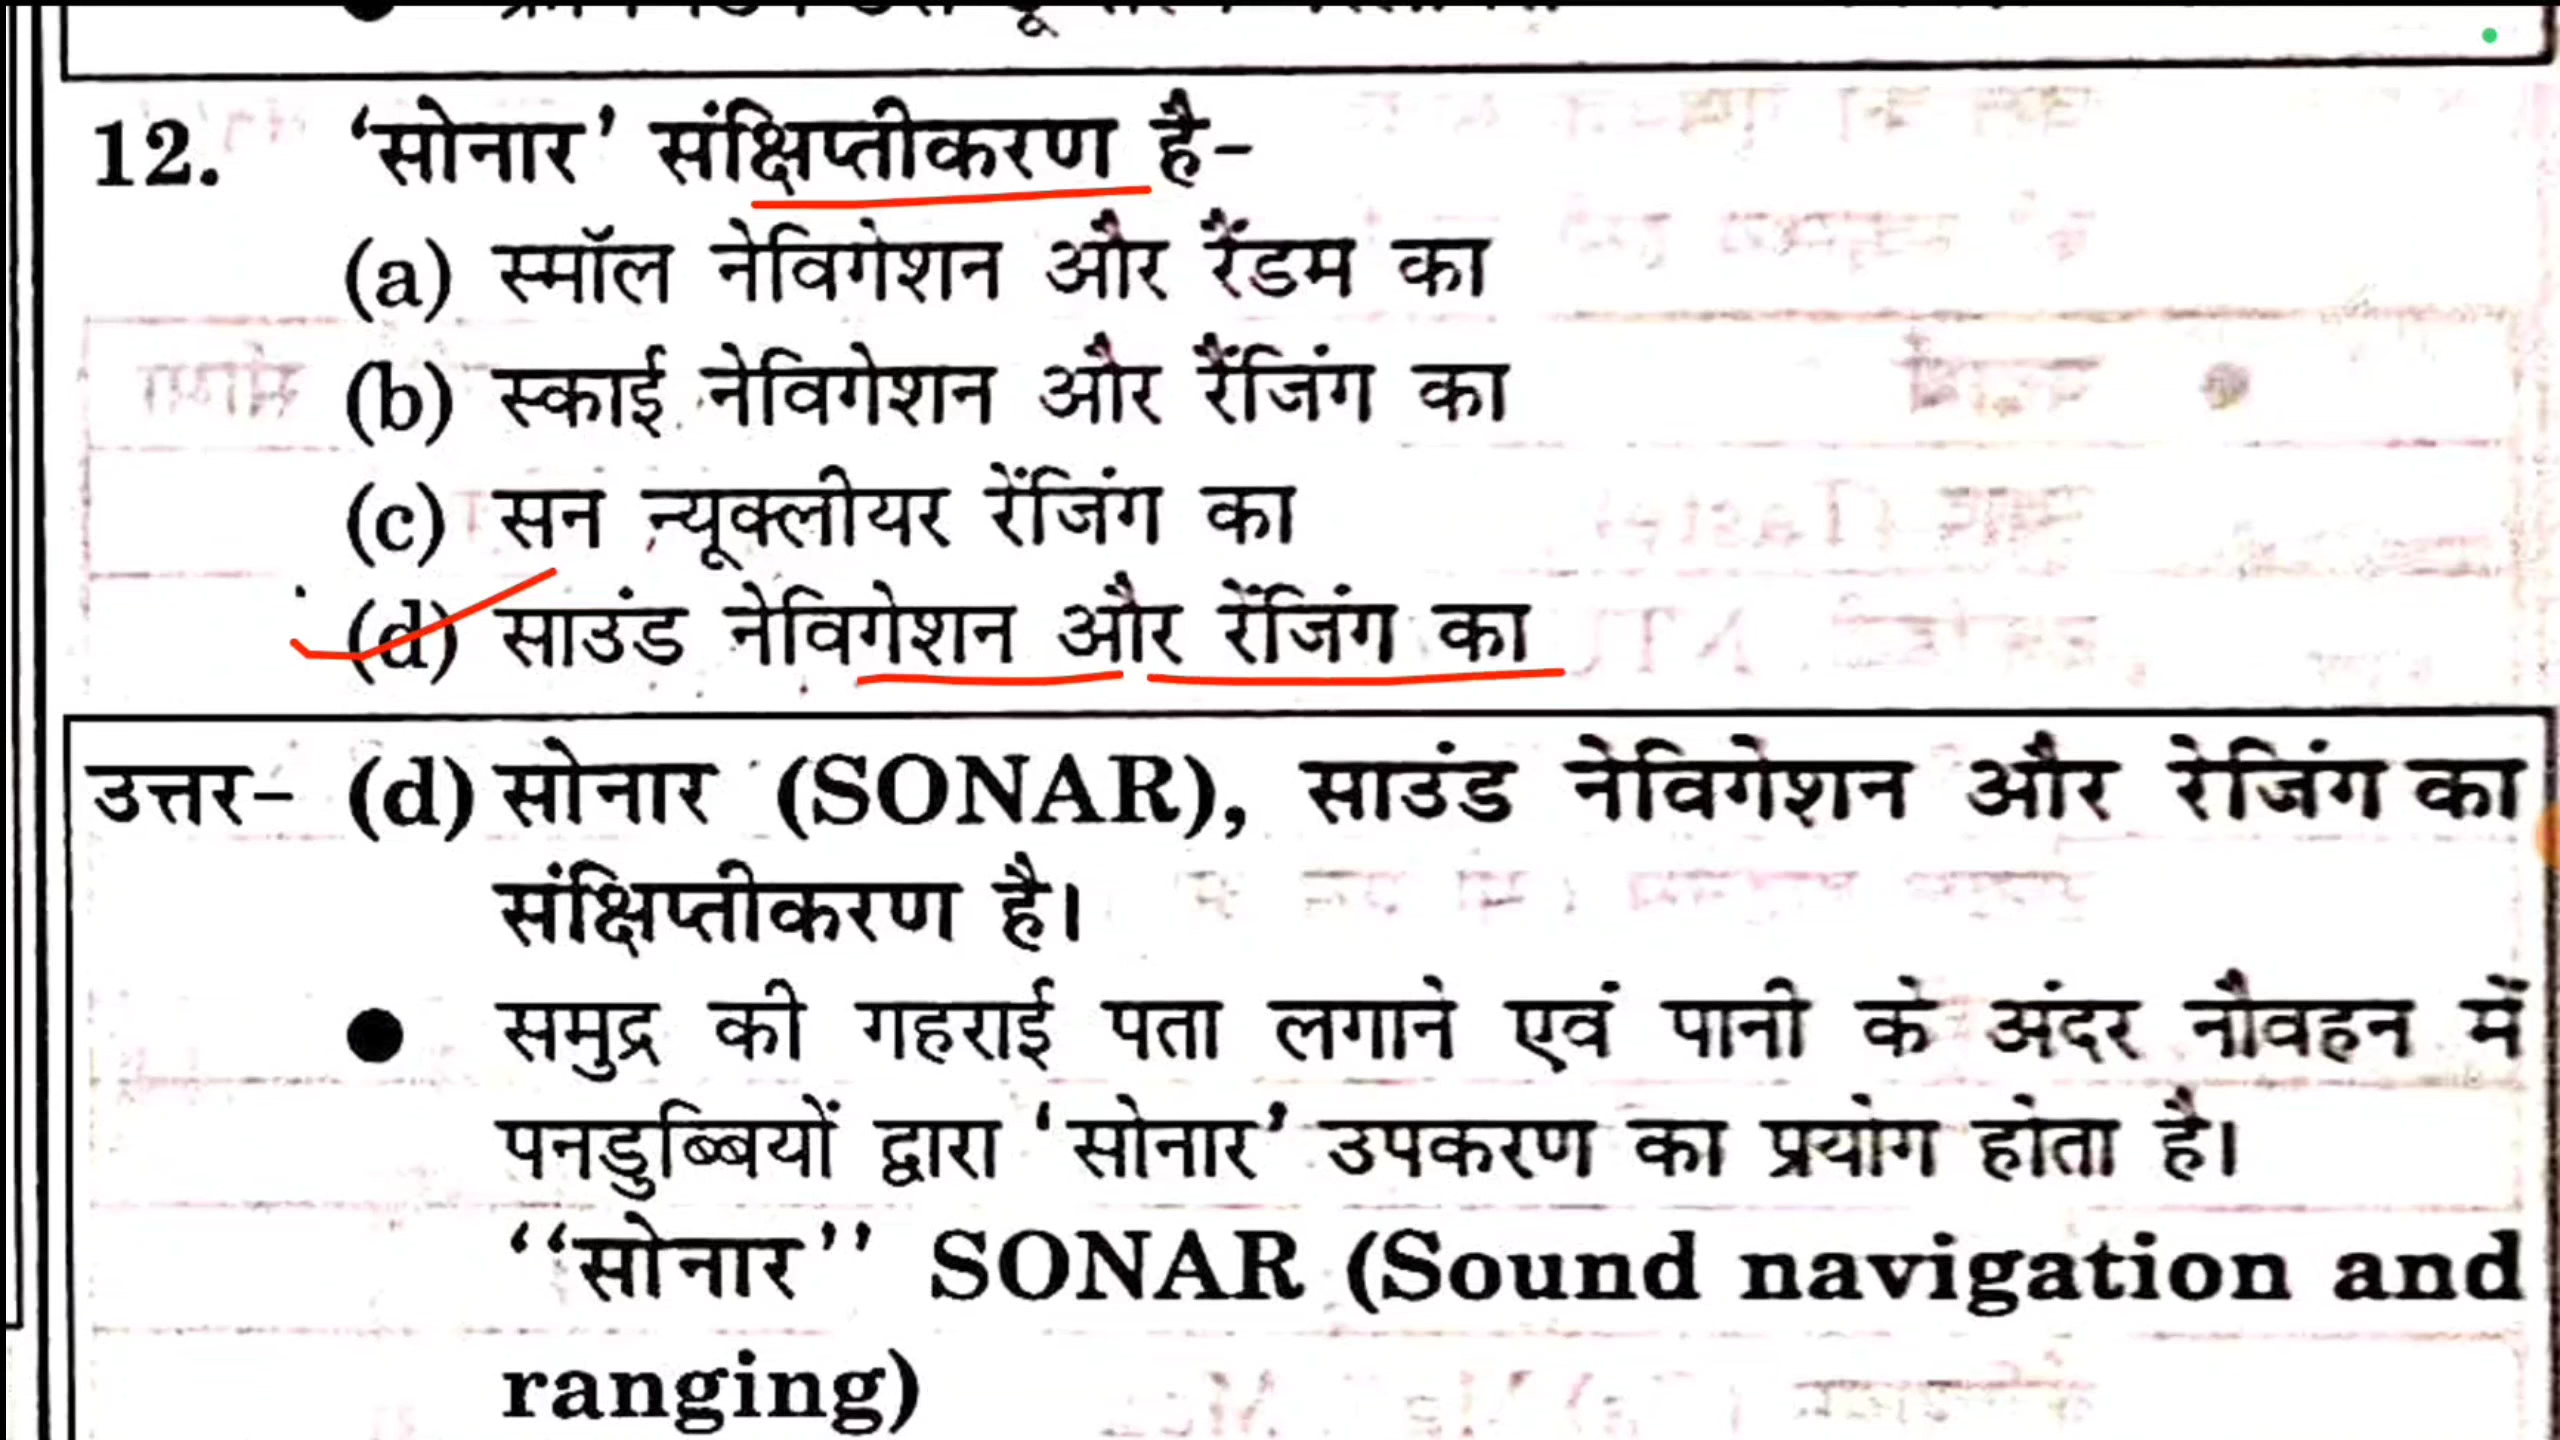 12. ‘सोनार’ संक्षिप्तीकरण है-
(a) स्मॉल नेविगेशन और रैंडम का
(b) स्काई नेविगेशन और रैंजिंग का
(c) सन न्यूक्लीयर रेंजिंग का
(d) साउंड नेविगेशन और रेंजिंग का
उत्तर- (d) सोनार (SONAR), साउंड नेविगेशन और रेजिंग का
संक्षिप्तीकरण है।
● समुद्र की गहराई पता लगाने एवं पानी के अंदर नौवहन में
पनडुब्बियों द्वारा ‘सोनार’ उपकरण का प्रयोग होता है।
‘‘सोनार’’ SONAR (Sound navigation and
ranging)